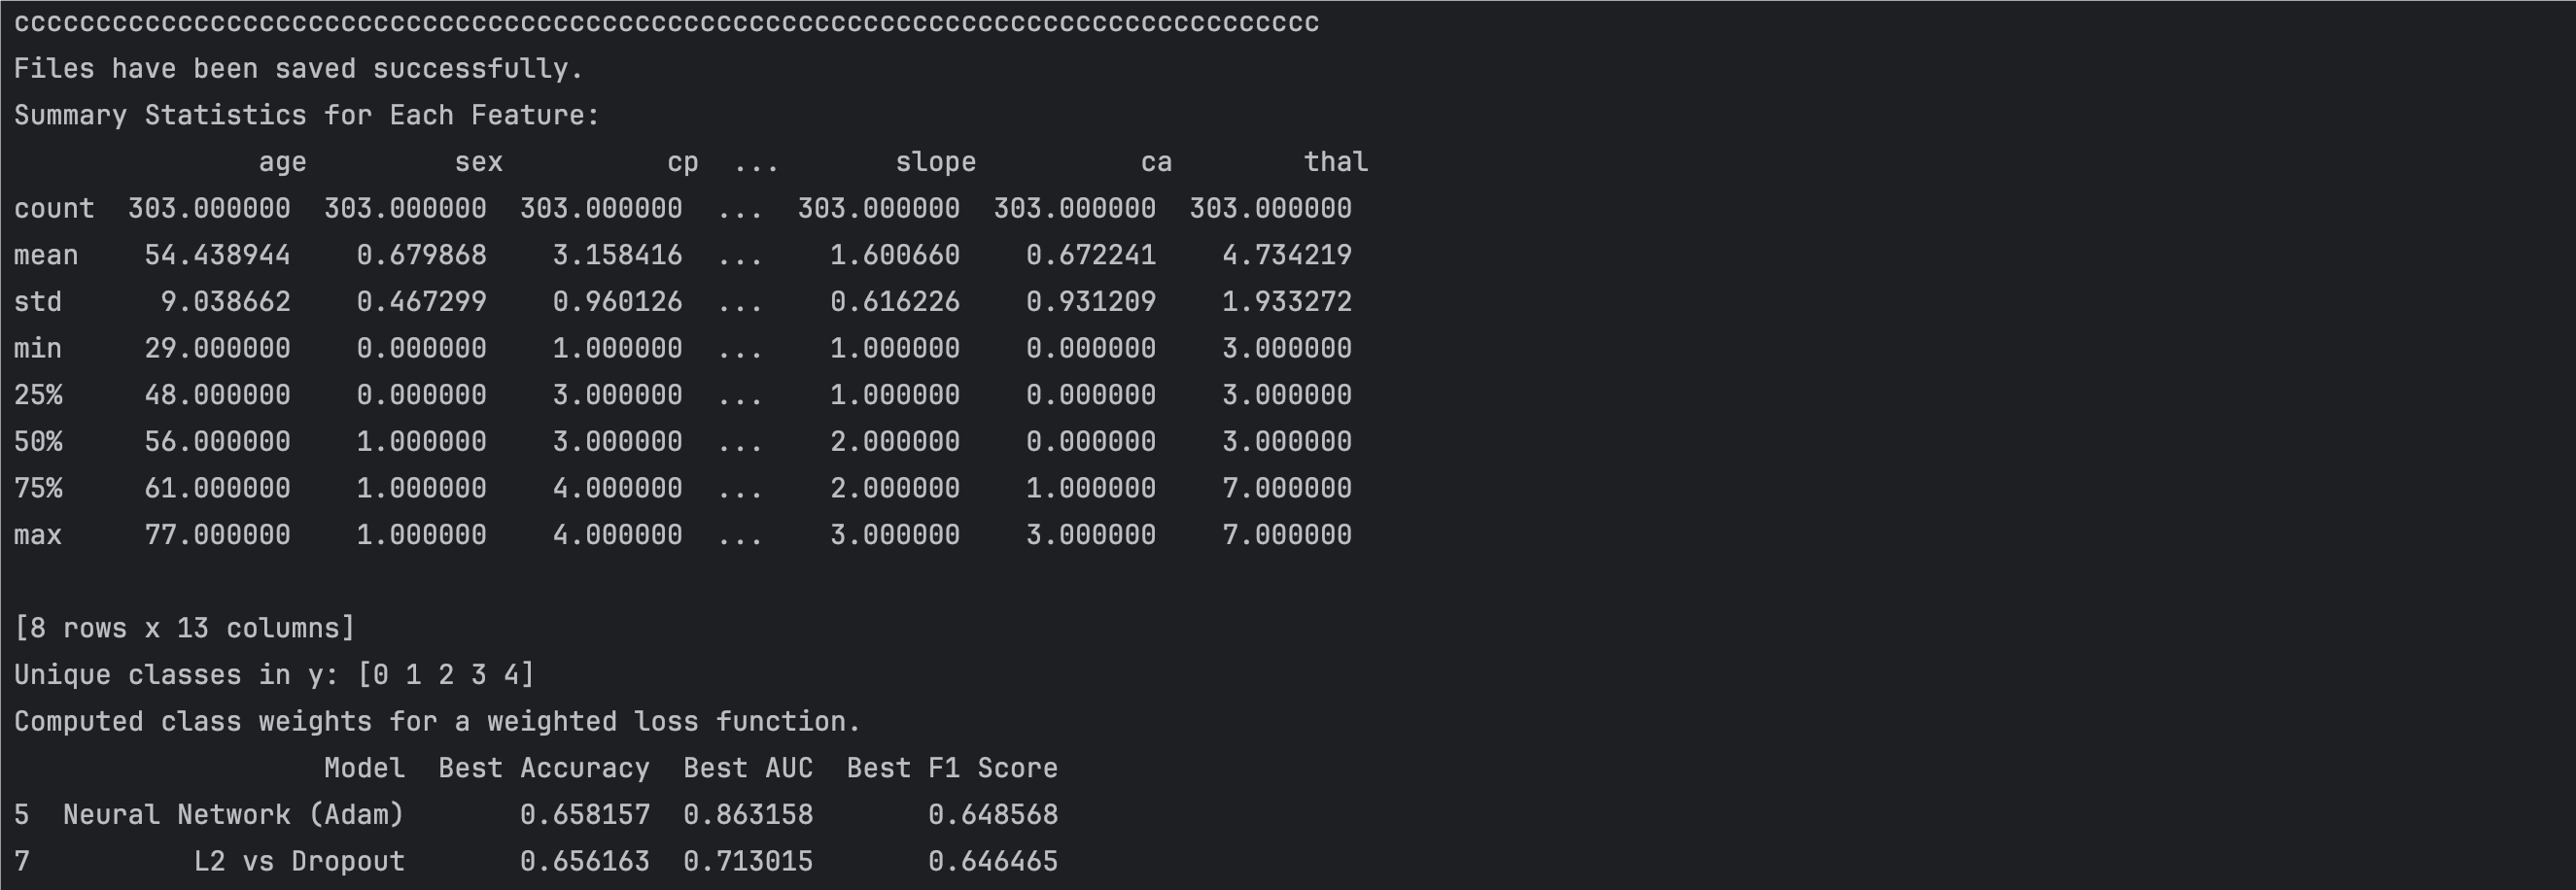 cccccccccccccccccccccccccccccccccccccccccccccccccccccccccccccccccccccccccccccccc
Files have been saved successfully.
Summary Statistics for Each Feature:
               age         sex          cp  ...       slope          ca        thal
count  303.000000  303.000000  303.000000  ...  303.000000  303.000000  303.000000
mean    54.438944    0.679868    3.158416  ...    1.600660    0.672241    4.734219
std      9.038662    0.467299    0.960126  ...    0.616226    0.931209    1.933272
min     29.000000    0.000000    1.000000  ...    1.000000    0.000000    3.000000
25%     48.000000    0.000000    3.000000  ...    1.000000    0.000000    3.000000
50%     56.000000    1.000000    3.000000  ...    2.000000    0.000000    3.000000
75%     61.000000    1.000000    4.000000  ...    2.000000    1.000000    7.000000
max     77.000000    1.000000    4.000000  ...    3.000000    3.000000    7.000000
[8 rows x 13 columns]
Unique classes in y: [0 1 2 3 4]
Computed class weights for a weighted loss function.
                   Model  Best Accuracy  Best AUC  Best F1 Score
5  Neural Network (Adam)       0.658157  0.863158       0.648568
7          L2 vs Dropout       0.656163  0.713015       0.646465